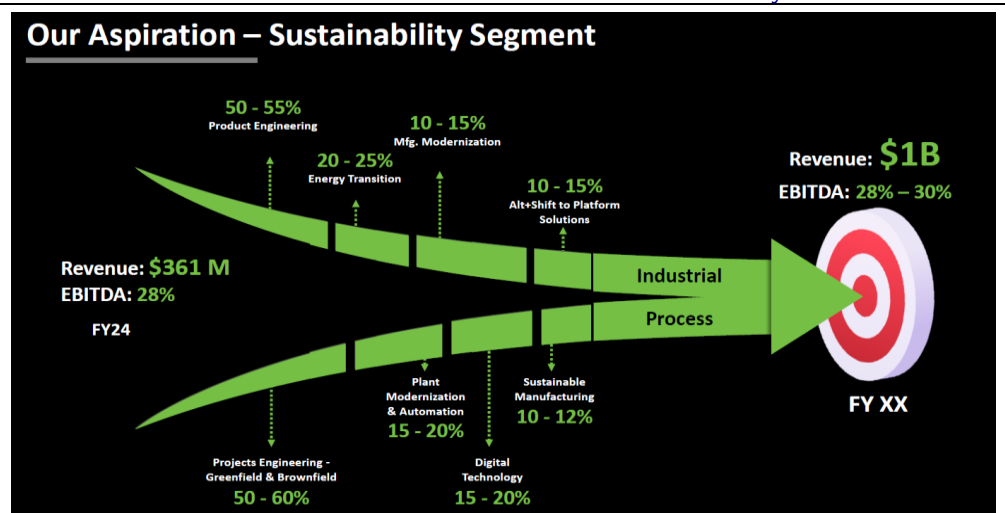 Our Aspiration – Sustainability Segment
50 - 55%
Product Engineering
10 - 15%
Mfg. Modernization
20 - 25%
Energy Transition
10 - 15%
Alt+Shift to Platform
Solutions
Revenue: $1B
EBITDA: 28% – 30%
Revenue: $361 M
EBITDA: 28%
FY24
Industrial
Process
Plant
Modernization
& Automation
15 - 20%
Sustainable
Manufacturing
10 - 12%
FY XX
Projects Engineering -
Greenfield & Brownfield
50 - 60%
Digital
Technology
15 - 20%